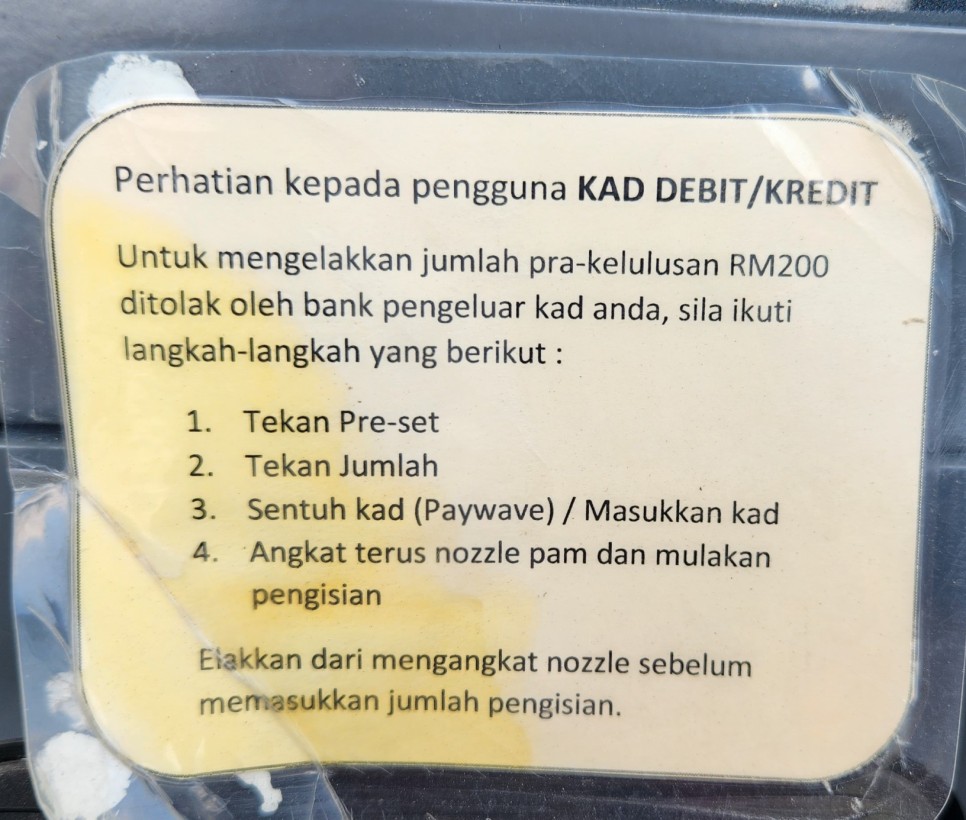 Perhatian kepada pengguna KAD DEBIT/KREDIT
Untuk mengelakkan jumlah pra-kelulusan RM200
ditolak oleh bank pengeluar kad anda, sila ikuti
langkah-langkah yang berikut :
1. Tekan Pre-set
2. Tekan Jumlah
3. Sentuh kad (Paywave) / Masukkan kad
4. Angkat terus nozzle pam dan mulakan
pengisian
Elakkan dari mengangkat nozzle sebelum
memasukkan jumlah pengisian.